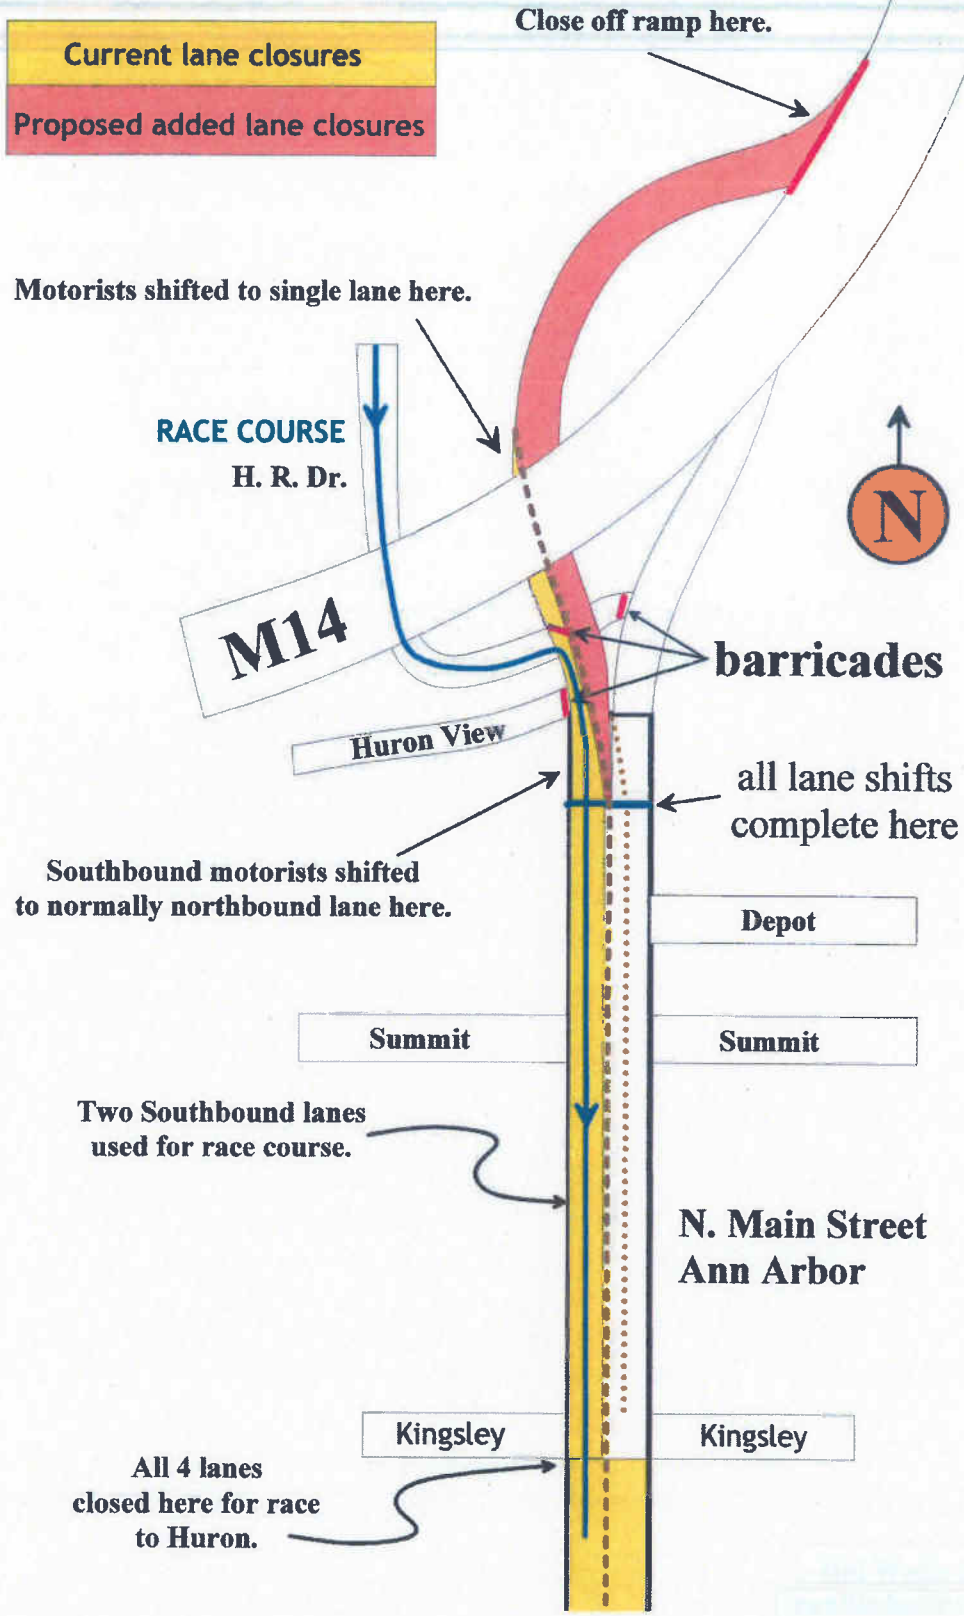 Close off ramp here.
Current lane closures
Proposed added lane closures
Motorists shifted to single lane here.
RACE COURSE
H. R. Dr.
N
M14
barricades
Huron View
all lane shifts
complete here
Southbound motorists shifted
to normally northbound lane here.
Depot
Summit
Summit
Two Southbound lanes
used for race course.
N. Main Street
Ann Arbor
Kingsley
Kingsley
All 4 lanes
closed here for race
to Huron.